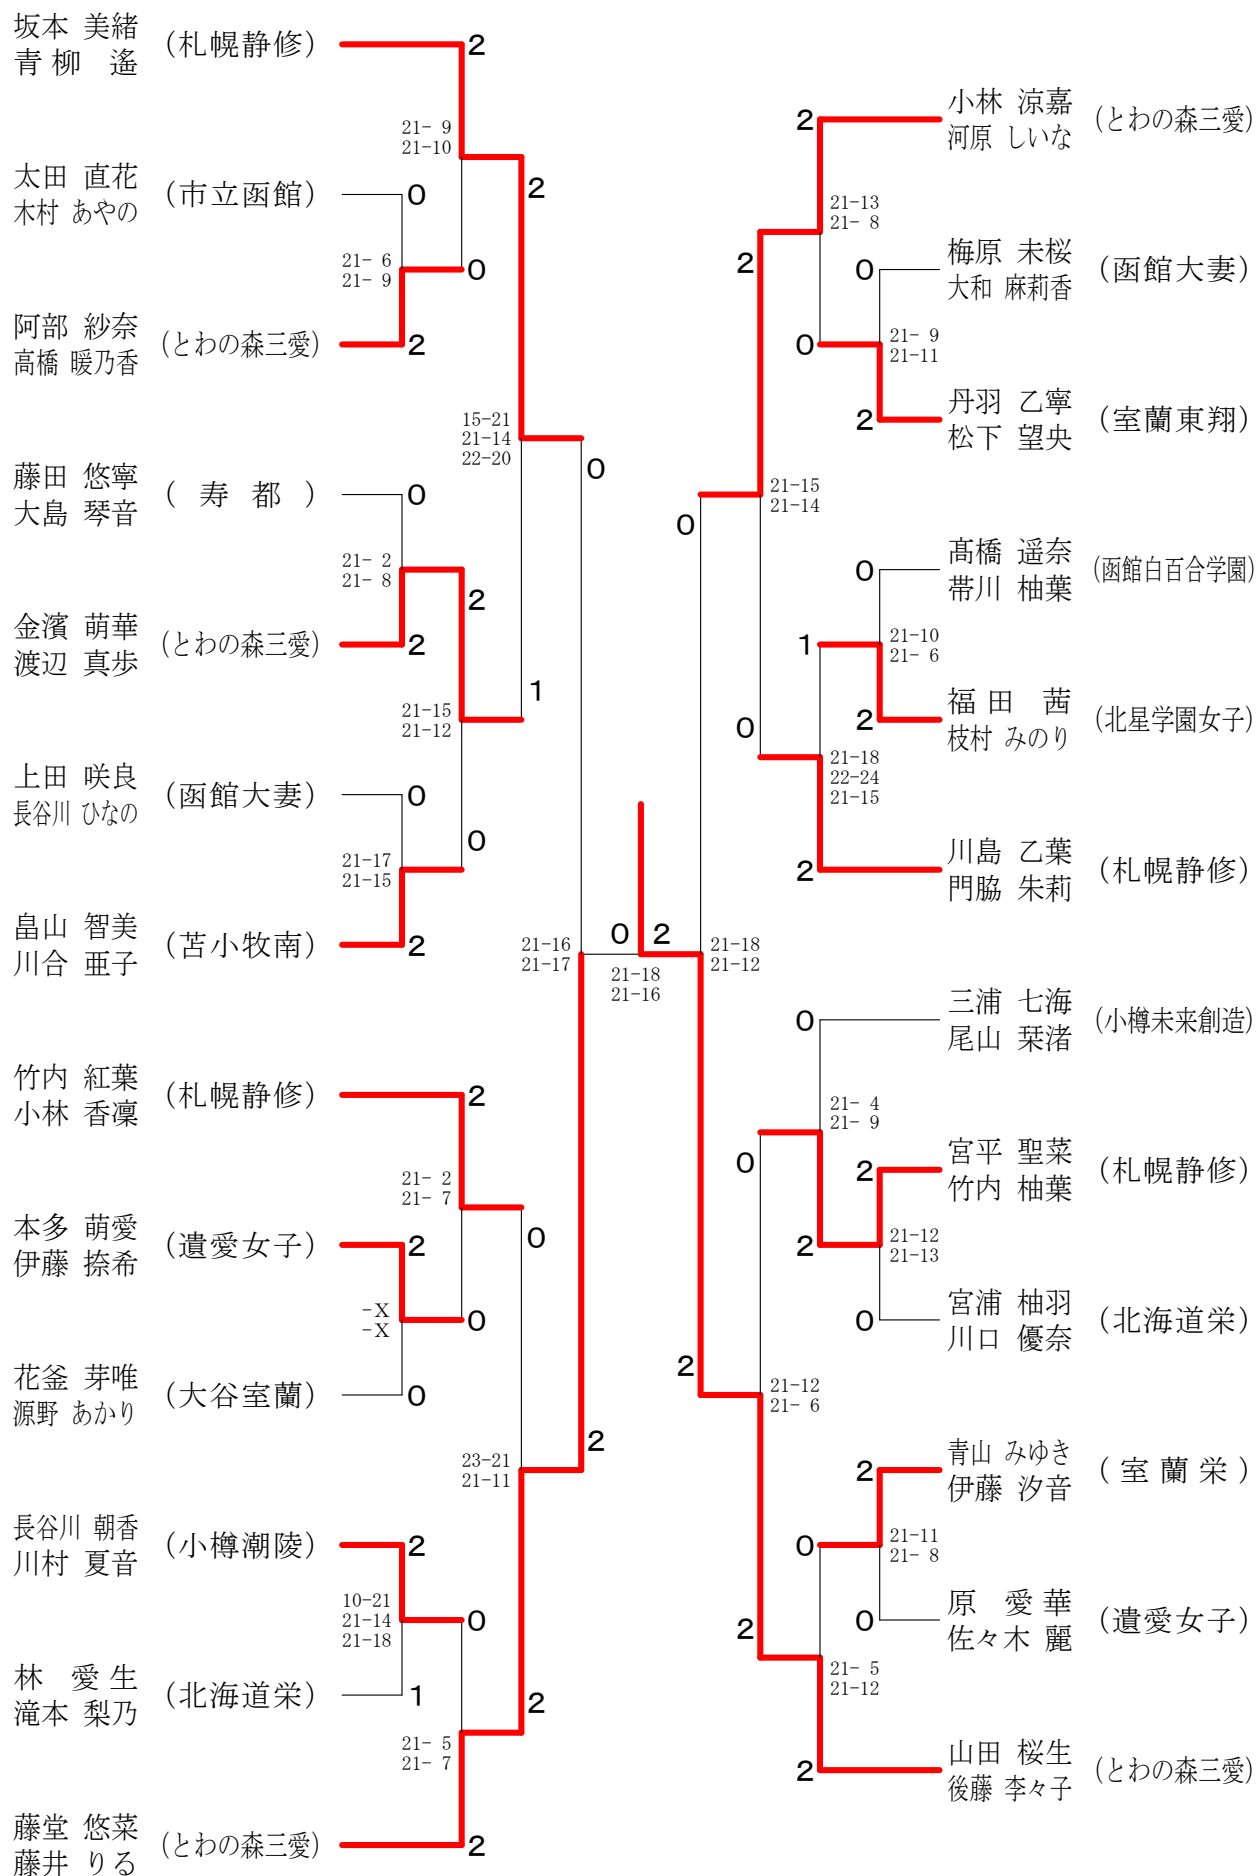 坂本 美緒
青柳 遙
(札幌静修)
2
21- 9
21-10
2
太田 直花
木村 あやの
(市立函館)
0
21- 6
21- 9
0
阿部 紗奈
高橋 暖乃香
(とわの森三愛)
2
15-21
21-14
22-20
0
藤田 悠寧
大島 琴音
(寿都)
0
21- 2
21- 8
2
金濱 萌華
渡辺 真歩
(とわの森三愛)
2
21-15
21-12
1
上田 咲良
長谷川 ひなの
(函館大妻)
0
21-17
21-15
0
畠山 智美
川合 亜子
(苫小牧南)
2
21-16
21-17
0
2
21-18
21-16
竹内 紅葉
小林 香凜
(札幌静修)
2
21- 2
21- 7
0
本多 萌愛
伊藤 捺希
(遺愛女子)
2
-X
-X
0
花釜 芽唯
源野 あかり
(大谷室蘭)
0
23-21
21-11
2
長谷川 朝香
川村 夏音
(小樽潮陵)
2
10-21
21-14
21-18
0
林 愛生
滝本 梨乃
(北海道栄)
1
21- 5
21- 7
2
藤堂 悠菜
藤井 りる
(とわの森三愛)
2
2
小林 涼嘉
河原 しいな
(とわの森三愛)
21-13
21- 8
2
0
梅原 未桜
大和 麻莉香
(函館大妻)
0
21- 9
21-11
2
丹羽 乙寧
松下 望央
(室蘭東翔)
21-15
21-14
0
0
髙橋 遥奈
帯川 柚葉
(函館白百合学園)
1
21-10
21- 6
2
福田 茜
枝村 みのり
(北星学園女子)
0
21-18
22-24
21-15
2
川島 乙葉
門脇 朱莉
(札幌静修)
21-18
21-12
0
三浦 七海
尾山 栞渚
(小樽未来創造)
21- 4
21- 9
0
2
宮平 聖菜
竹内 柚葉
(札幌静修)
2
21-12
21-13
0
宮浦 柚羽
川口 優奈
(北海道栄)
2
21-12
21- 6
2
青山 みゆき
伊藤 汐音
(室蘭栄)
0
21-11
21- 8
0
原 愛華
佐々木 麗
(遺愛女子)
2
21- 5
21-12
2
山田 桜生
後藤 李々子
(とわの森三愛)